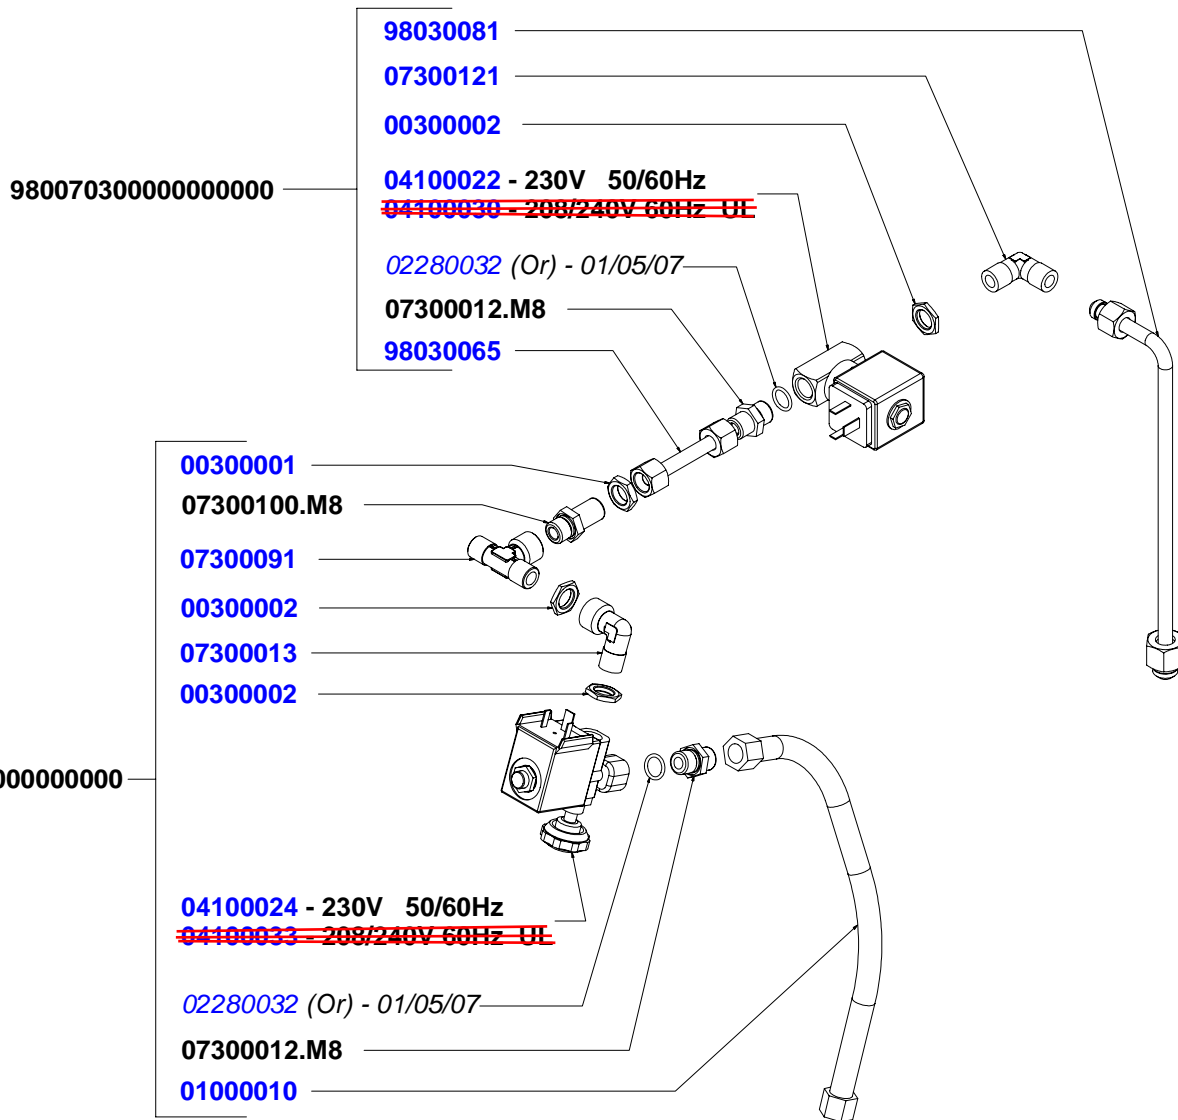 98030081
07300121
00300002
980070300000000000
04100022 - 230V 50/60Hz
04100030 - 208/240V 60Hz UL
02280032 (Or) - 01/05/07
07300012.M8
98030065
00300001
07300100.M8
07300091
00300002
07300013
00300002
000000000
04100024 - 230V 50/60Hz
04100033 - 208/240V 60Hz UL
02280032 (Or) - 01/05/07
07300012.M8
01000010